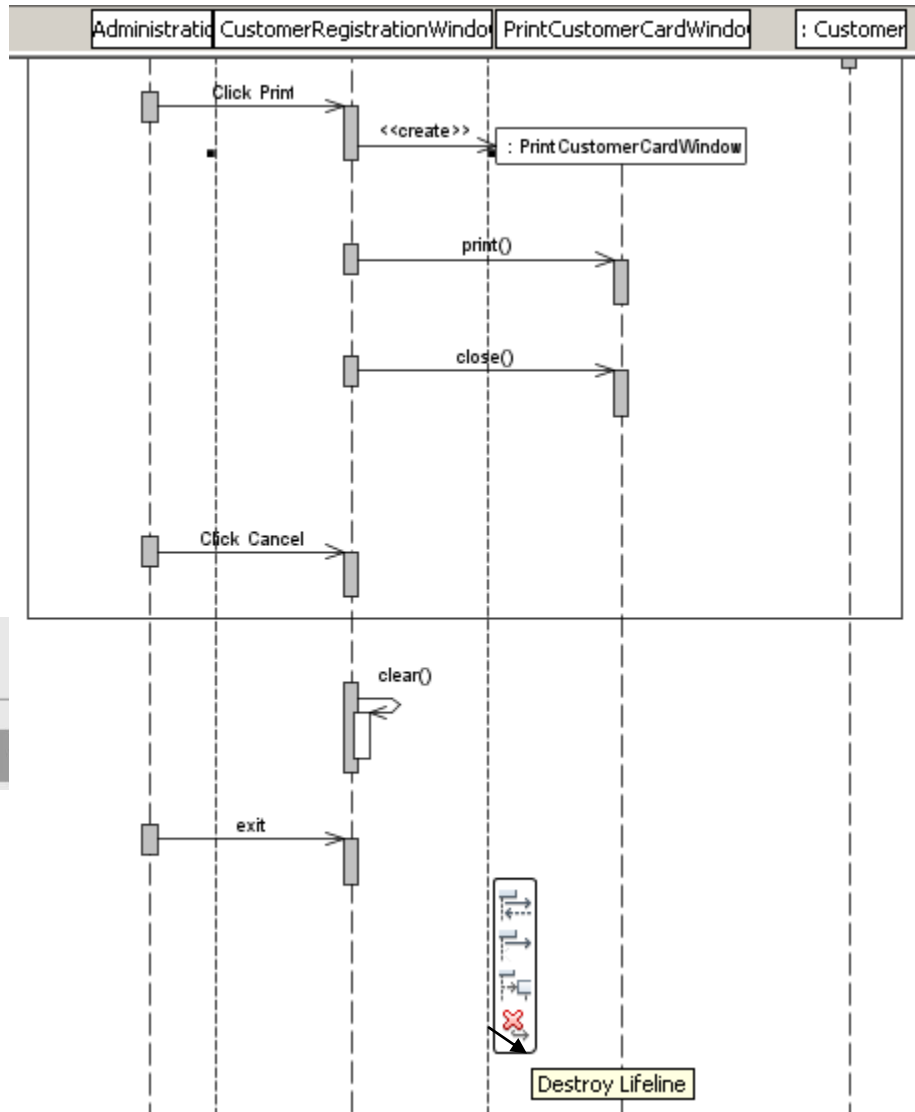 Administratio
CustomerRegistrationWindo
PrintCustomerCardWindo
: Customer
Click Print
<<create>>
: PrintCustomerCardWindow
print()
close()
Click Cancel
clear()
exit
Destroy Lifeline